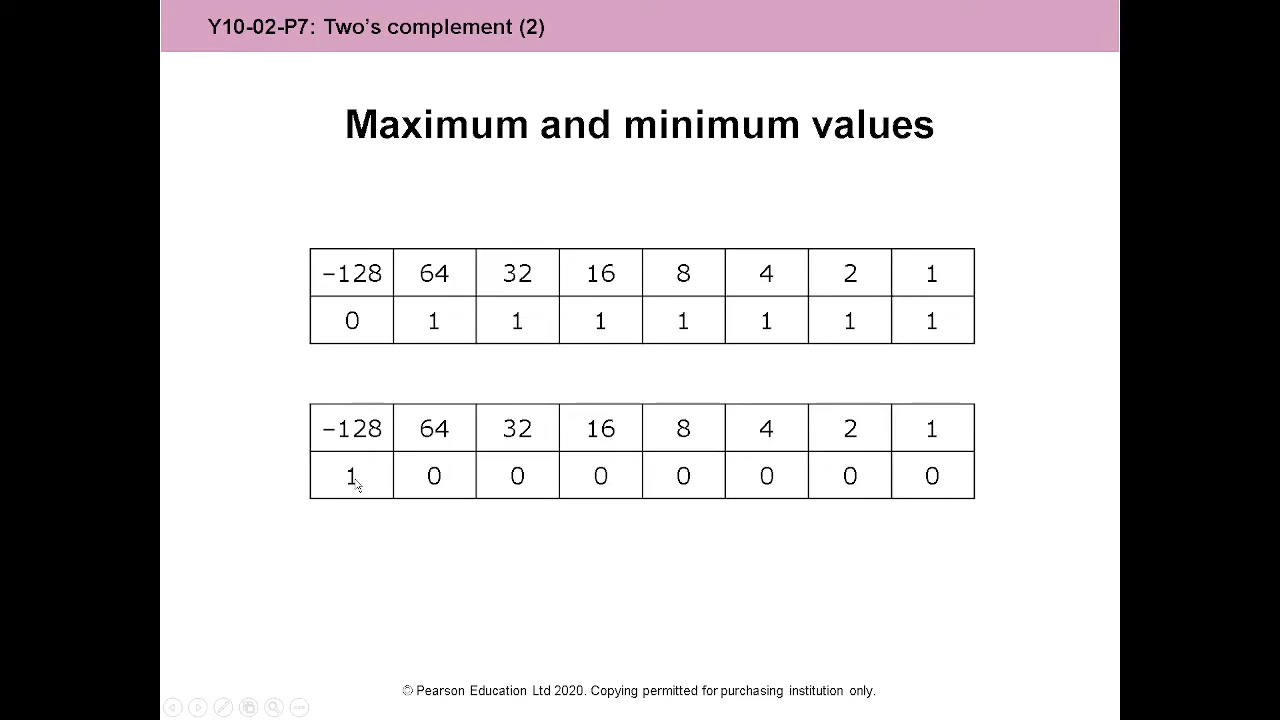 Y10-02-P7: Two’s complement (2)
Maximum and minimum values
–128 64 32 16 8 4 2 1
0 1 1 1 1 1 1 1
–128 64 32 16 8 4 2 1
1 0 0 0 0 0 0 0
© Pearson Education Ltd 2020. Copying permitted for purchasing institution only.